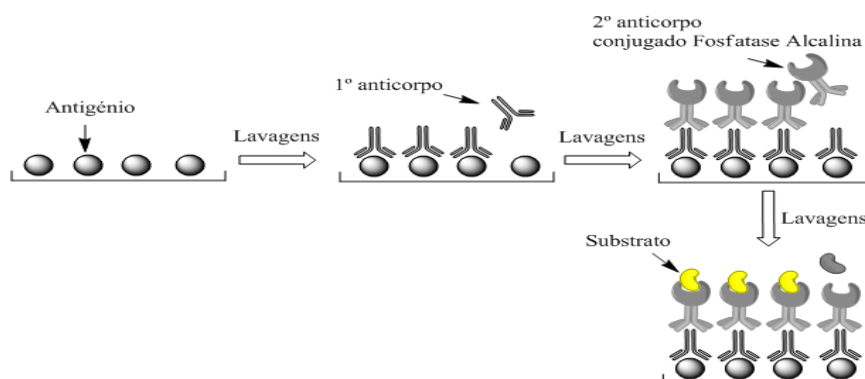 2º anticorpo
conjugado Fosfatase Alcalina
1º anticorpo
Antigénio
Lavagens
Lavagens
Lavagens
Substrato